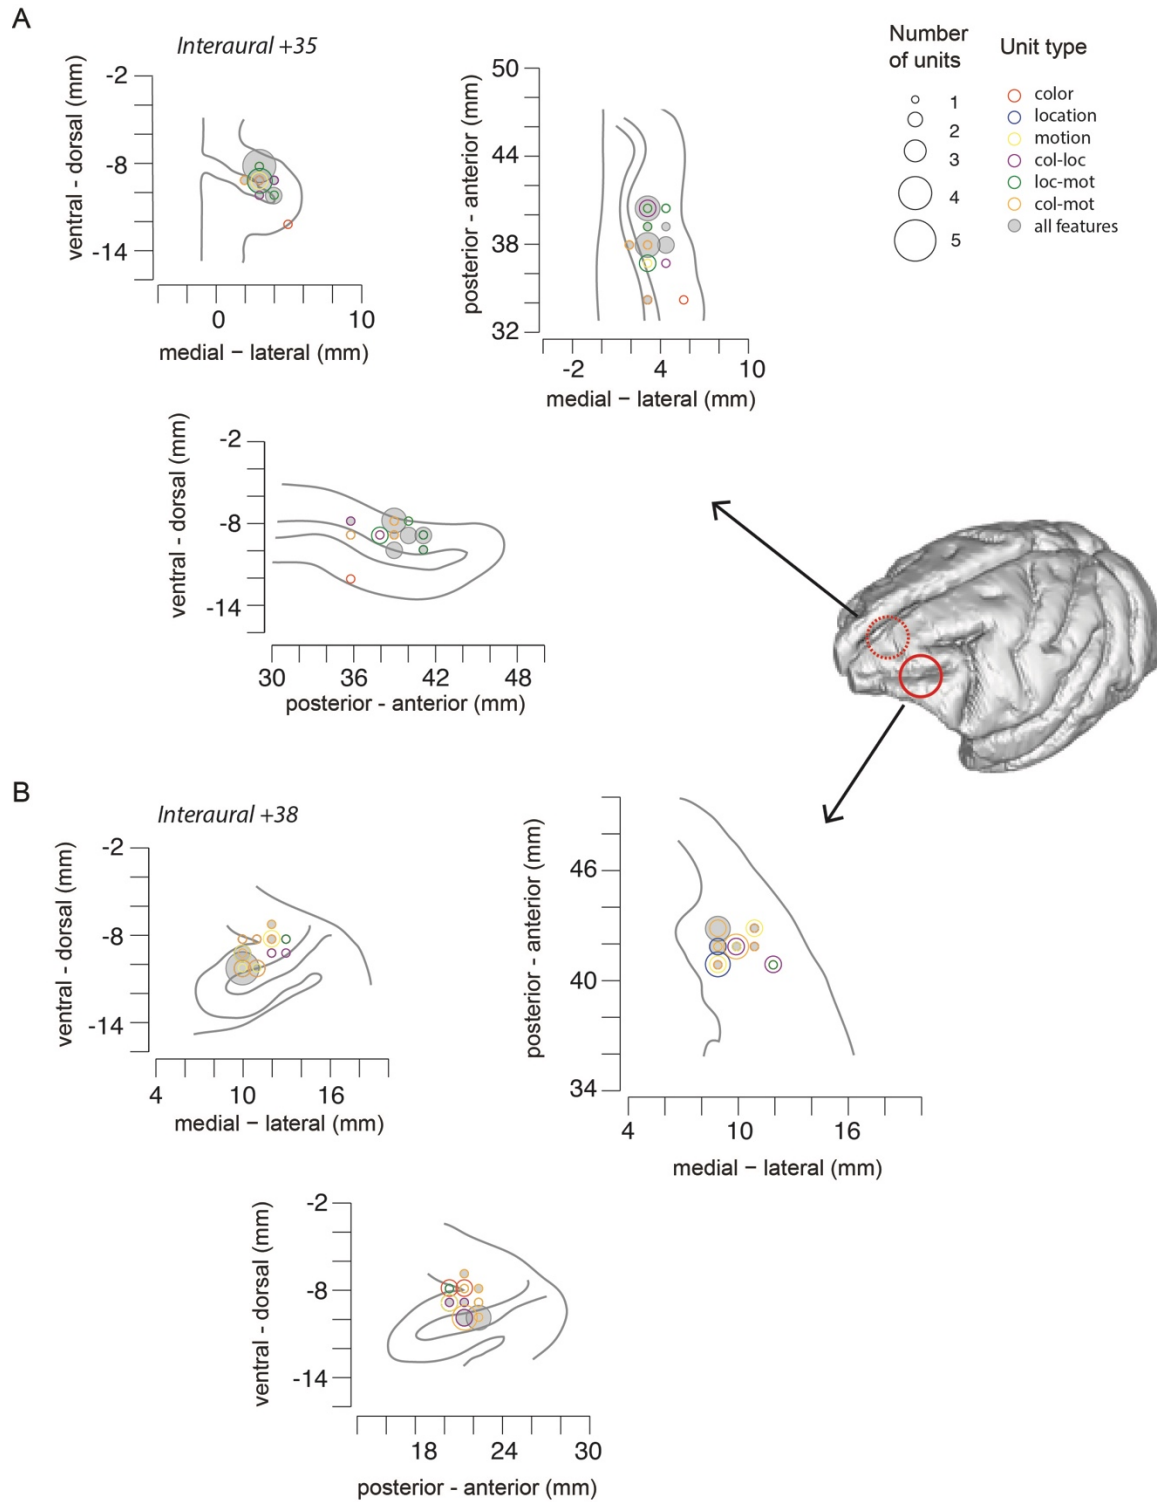 A
Interaural +35
ventral - dorsal (mm)
-2
-8
-14
0
10
medial – lateral (mm)
posterior - anterior (mm)
50
44
38
32
-2
4
10
medial – lateral (mm)
Number
of units
1
2
3
4
5
Unit type
color
location
motion
col-loc
loc-mot
col-mot
all features
ventral - dorsal (mm)
-2
-8
-14
30
36
42
48
posterior - anterior (mm)
B
Interaural +38
ventral - dorsal (mm)
-2
-8
-14
4
10
16
medial – lateral (mm)
posterior - anterior (mm)
46
40
34
4
10
16
medial – lateral (mm)
ventral - dorsal (mm)
-2
-8
-14
18
24
30
posterior - anterior (mm)